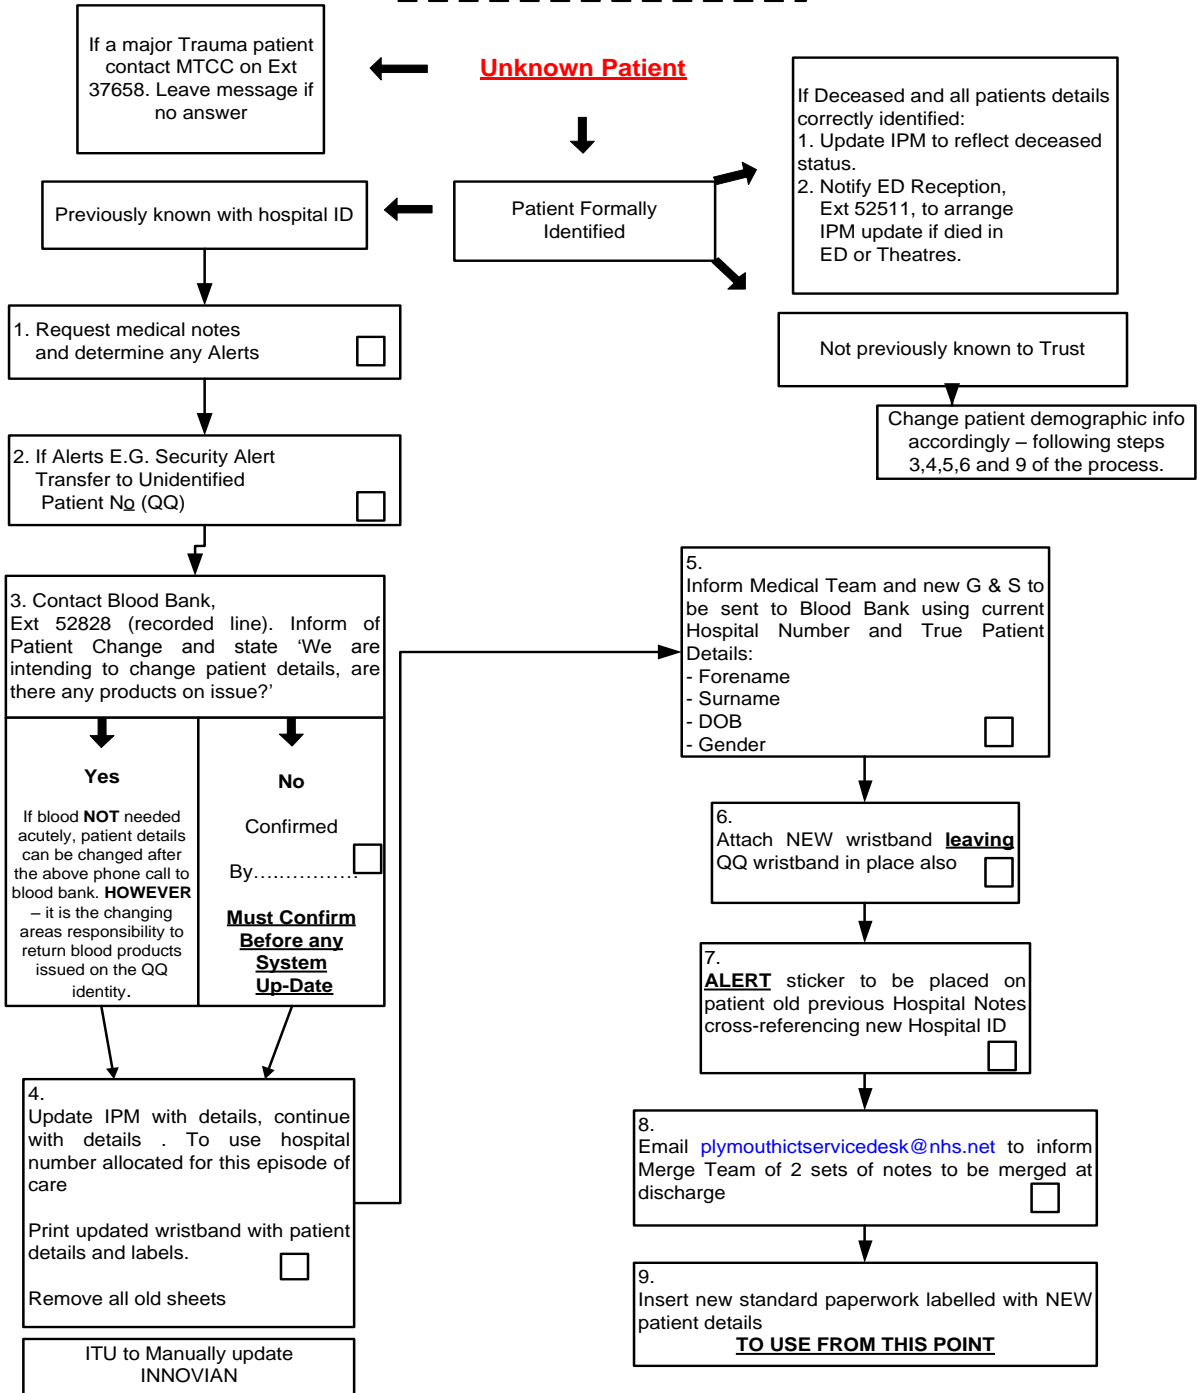 If a major Trauma patient
contact MTCC on Ext
37658. Leave message if
no answer
Unknown Patient
If Deceased and all patients details
correctly identified:
1. Update IPM to reflect deceased
status.
2. Notify ED Reception,
Ext 52511, to arrange
IPM update if died in
ED or Theatres.
Previously known with hospital ID
Patient Formally
Identified
1. Request medical notes
and determine any Alerts
Not previously known to Trust
Change patient demographic info
accordingly – following steps
3,4,5,6 and 9 of the process.
2. If Alerts E.G. Security Alert
Transfer to Unidentified
Patient No (QQ)
3. Contact Blood Bank,
Ext 52828 (recorded line). Inform of
Patient Change and state ‘We are
intending to change patient details, are
there any products on issue?’
Yes
If blood NOT needed
acutely, patient details
can be changed after
the above phone call to
blood bank. HOWEVER
– it is the changing
areas responsibility to
return blood products
issued on the QQ
identity.
No
Confirmed
By…..…………
Must Confirm
Before any
System
Up-Date
4.
Update IPM with details, continue
with details . To use hospital
number allocated for this episode of
care
Print updated wristband with patient
details and labels.
Remove all old sheets
ITU to Manually update
INNOVIAN
5.
Inform Medical Team and new G & S to
be sent to Blood Bank using current
Hospital Number and True Patient
Details:
- Forename
- Surname
- DOB
- Gender
6.
Attach NEW wristband leaving
QQ wristband in place also
7.
ALERT sticker to be placed on
patient old previous Hospital Notes
cross-referencing new Hospital ID
8.
Email plymouthictservicedesk@nhs.net to inform
Merge Team of 2 sets of notes to be merged at
discharge
9.
Insert new standard paperwork labelled with NEW
patient details
TO USE FROM THIS POINT